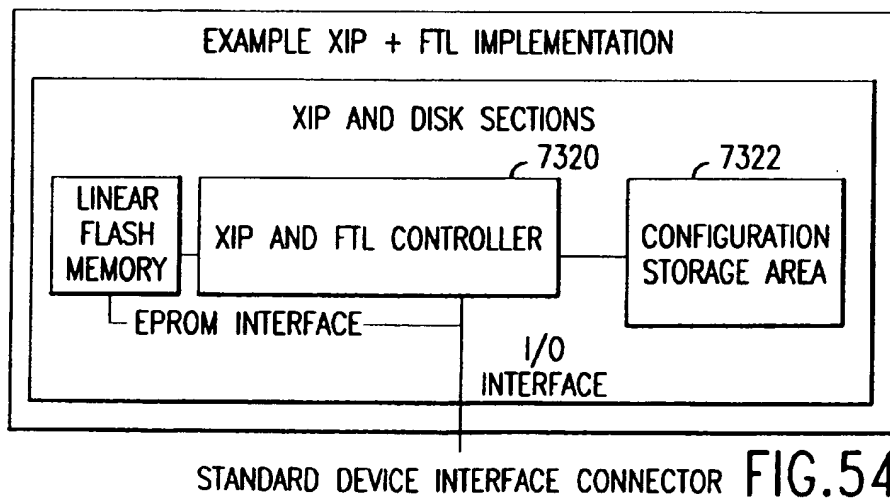 EXAMPLE XIP + FTL IMPLEMENTATION
XIP AND DISK SECTIONS
7320
7322
LINEAR
FLASH
MEMORY
XIP AND FTL CONTROLLER
CONFIGURATION
STORAGE AREA
EPROM INTERFACE
I/O
INTERFACE
STANDARD DEVICE INTERFACE CONNECTOR
FIG.54